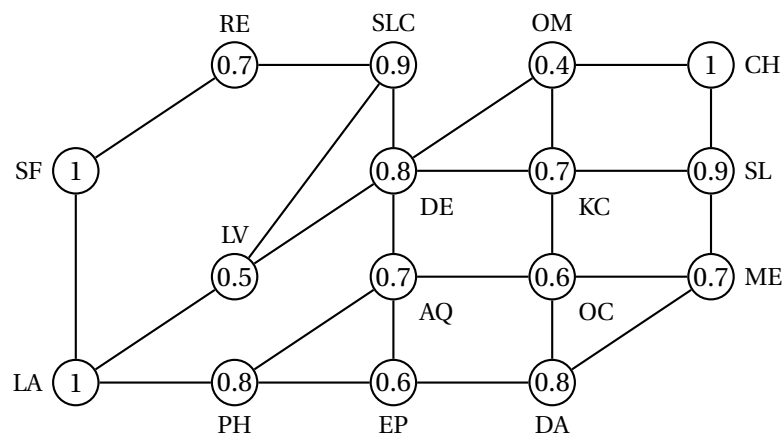 RE SLC OM
0.7 0.9 0.4 1 CH
SF 1 0.8 0.7 0.9 SL
DE KC
LV
0.5 0.7 0.6 0.7 ME
AQ OC
LA 1 0.8 0.6 0.8
PH EP DA